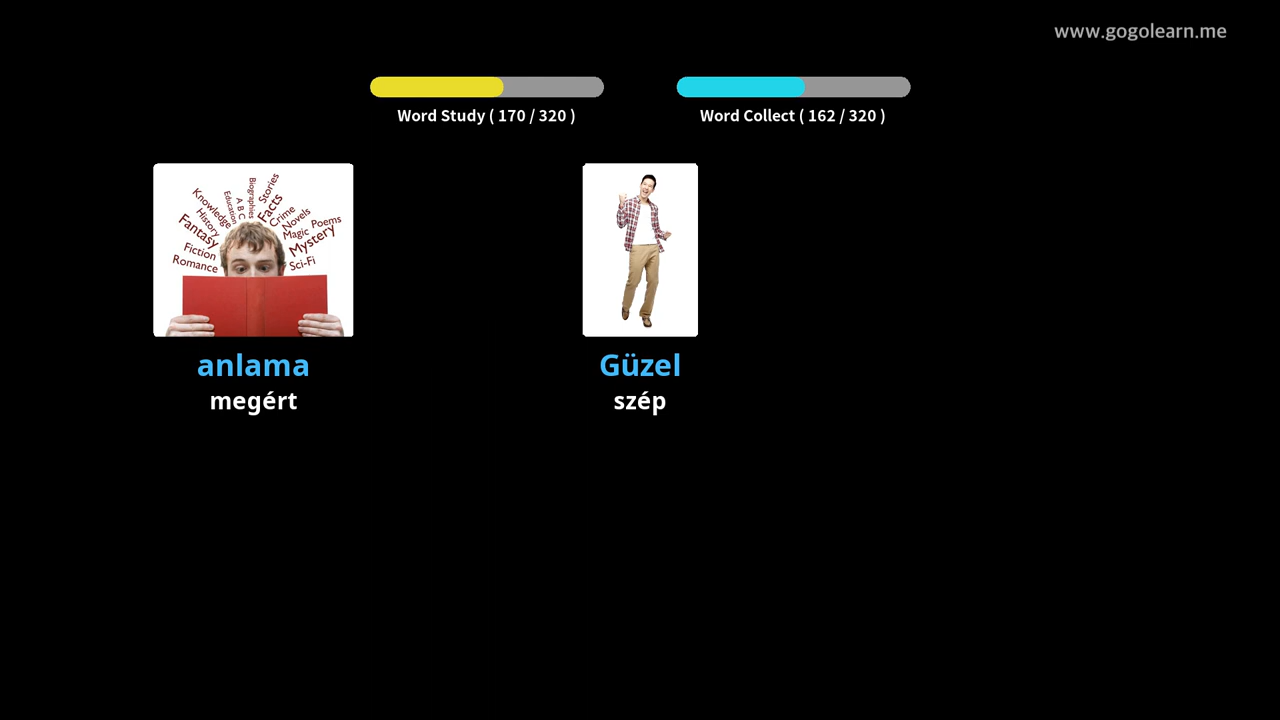 www.gogolearn.me
Word Study ( 170 / 320 )
Word Collect ( 162 / 320 )
Biographies
Stories
Knowledge
Education
A B C
Facts
Crime
History
Novels
Fantasy
Magic
Poems
Mystery
Fiction
Romance
Sci-Fi
anlama
megért
Güzel
szép